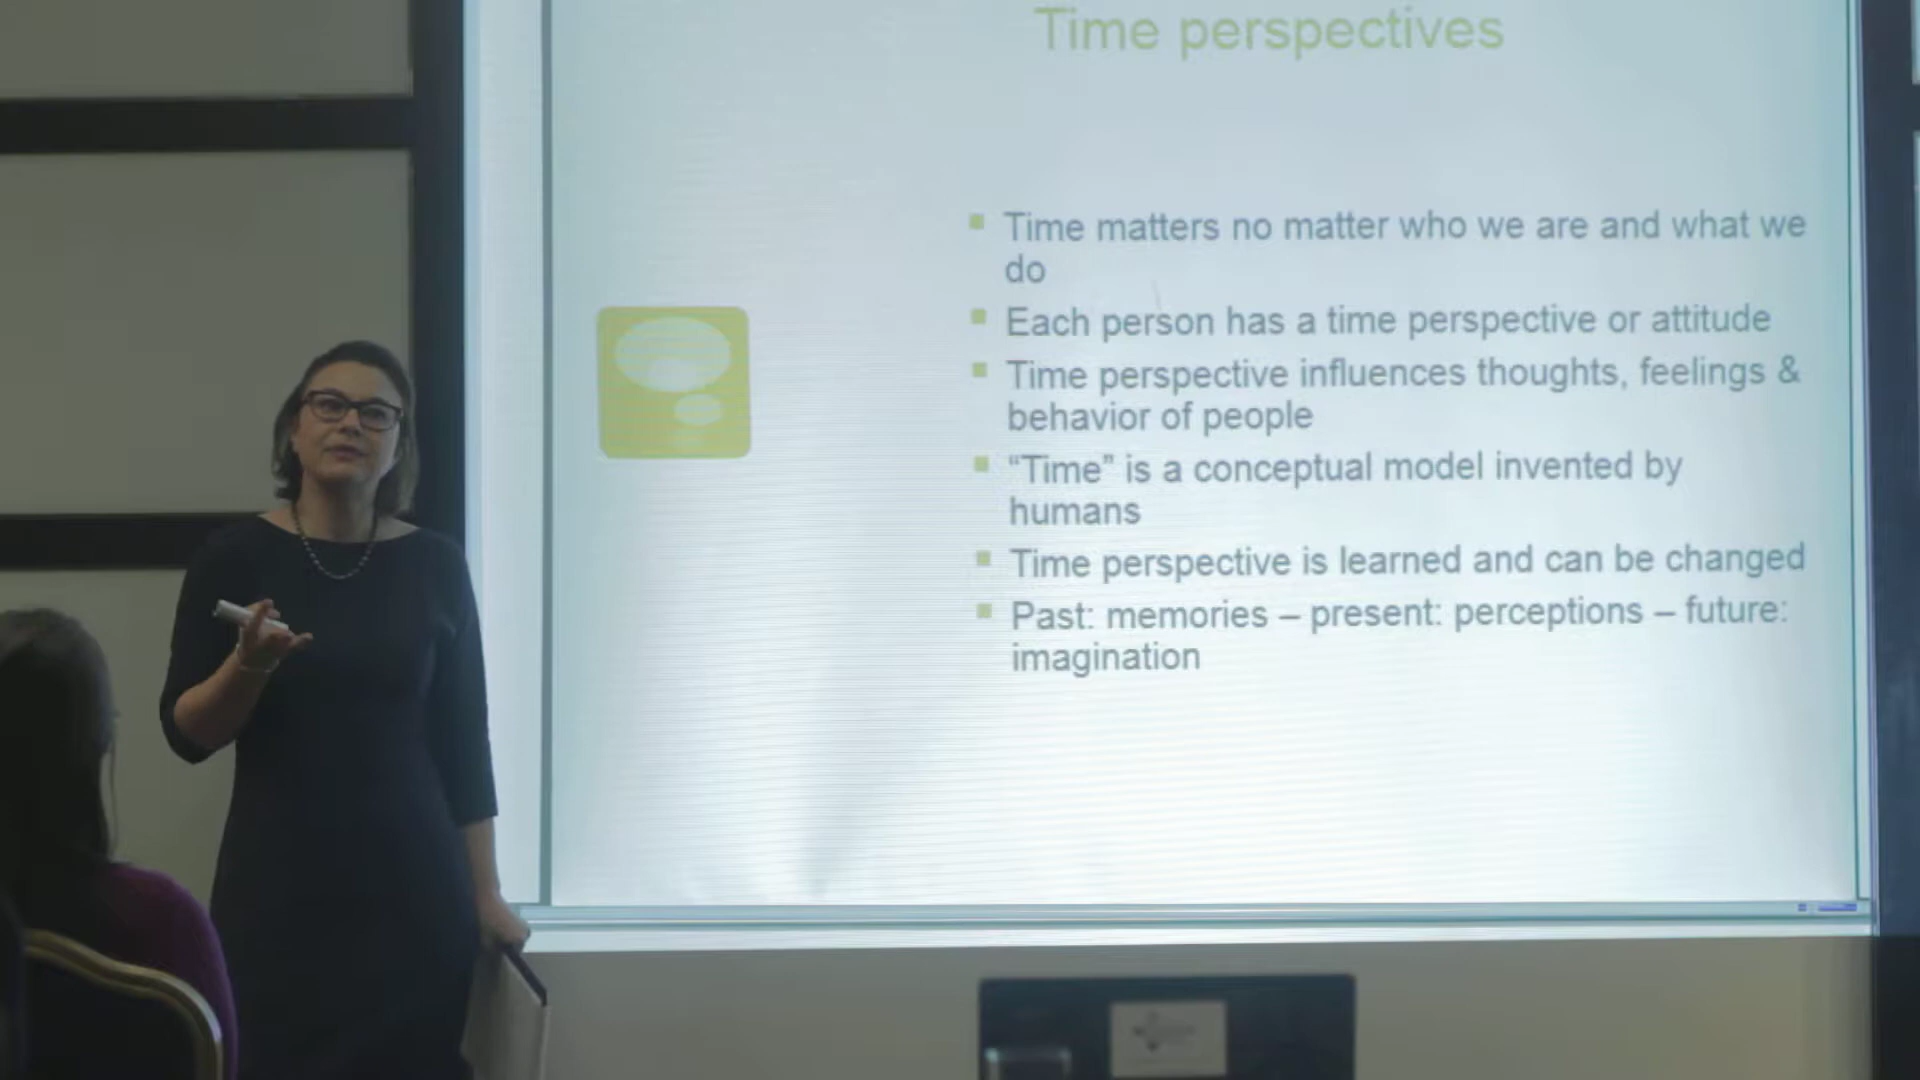 Time perspectives
Time matters no matter who we are and what we
do
Each person has a time perspective or attitude
Time perspective influences thoughts, feelings &
behavior of people
“Time” is a conceptual model invented by
humans
Time perspective is learned and can be changed
Past: memories – present: perceptions – future:
imagination